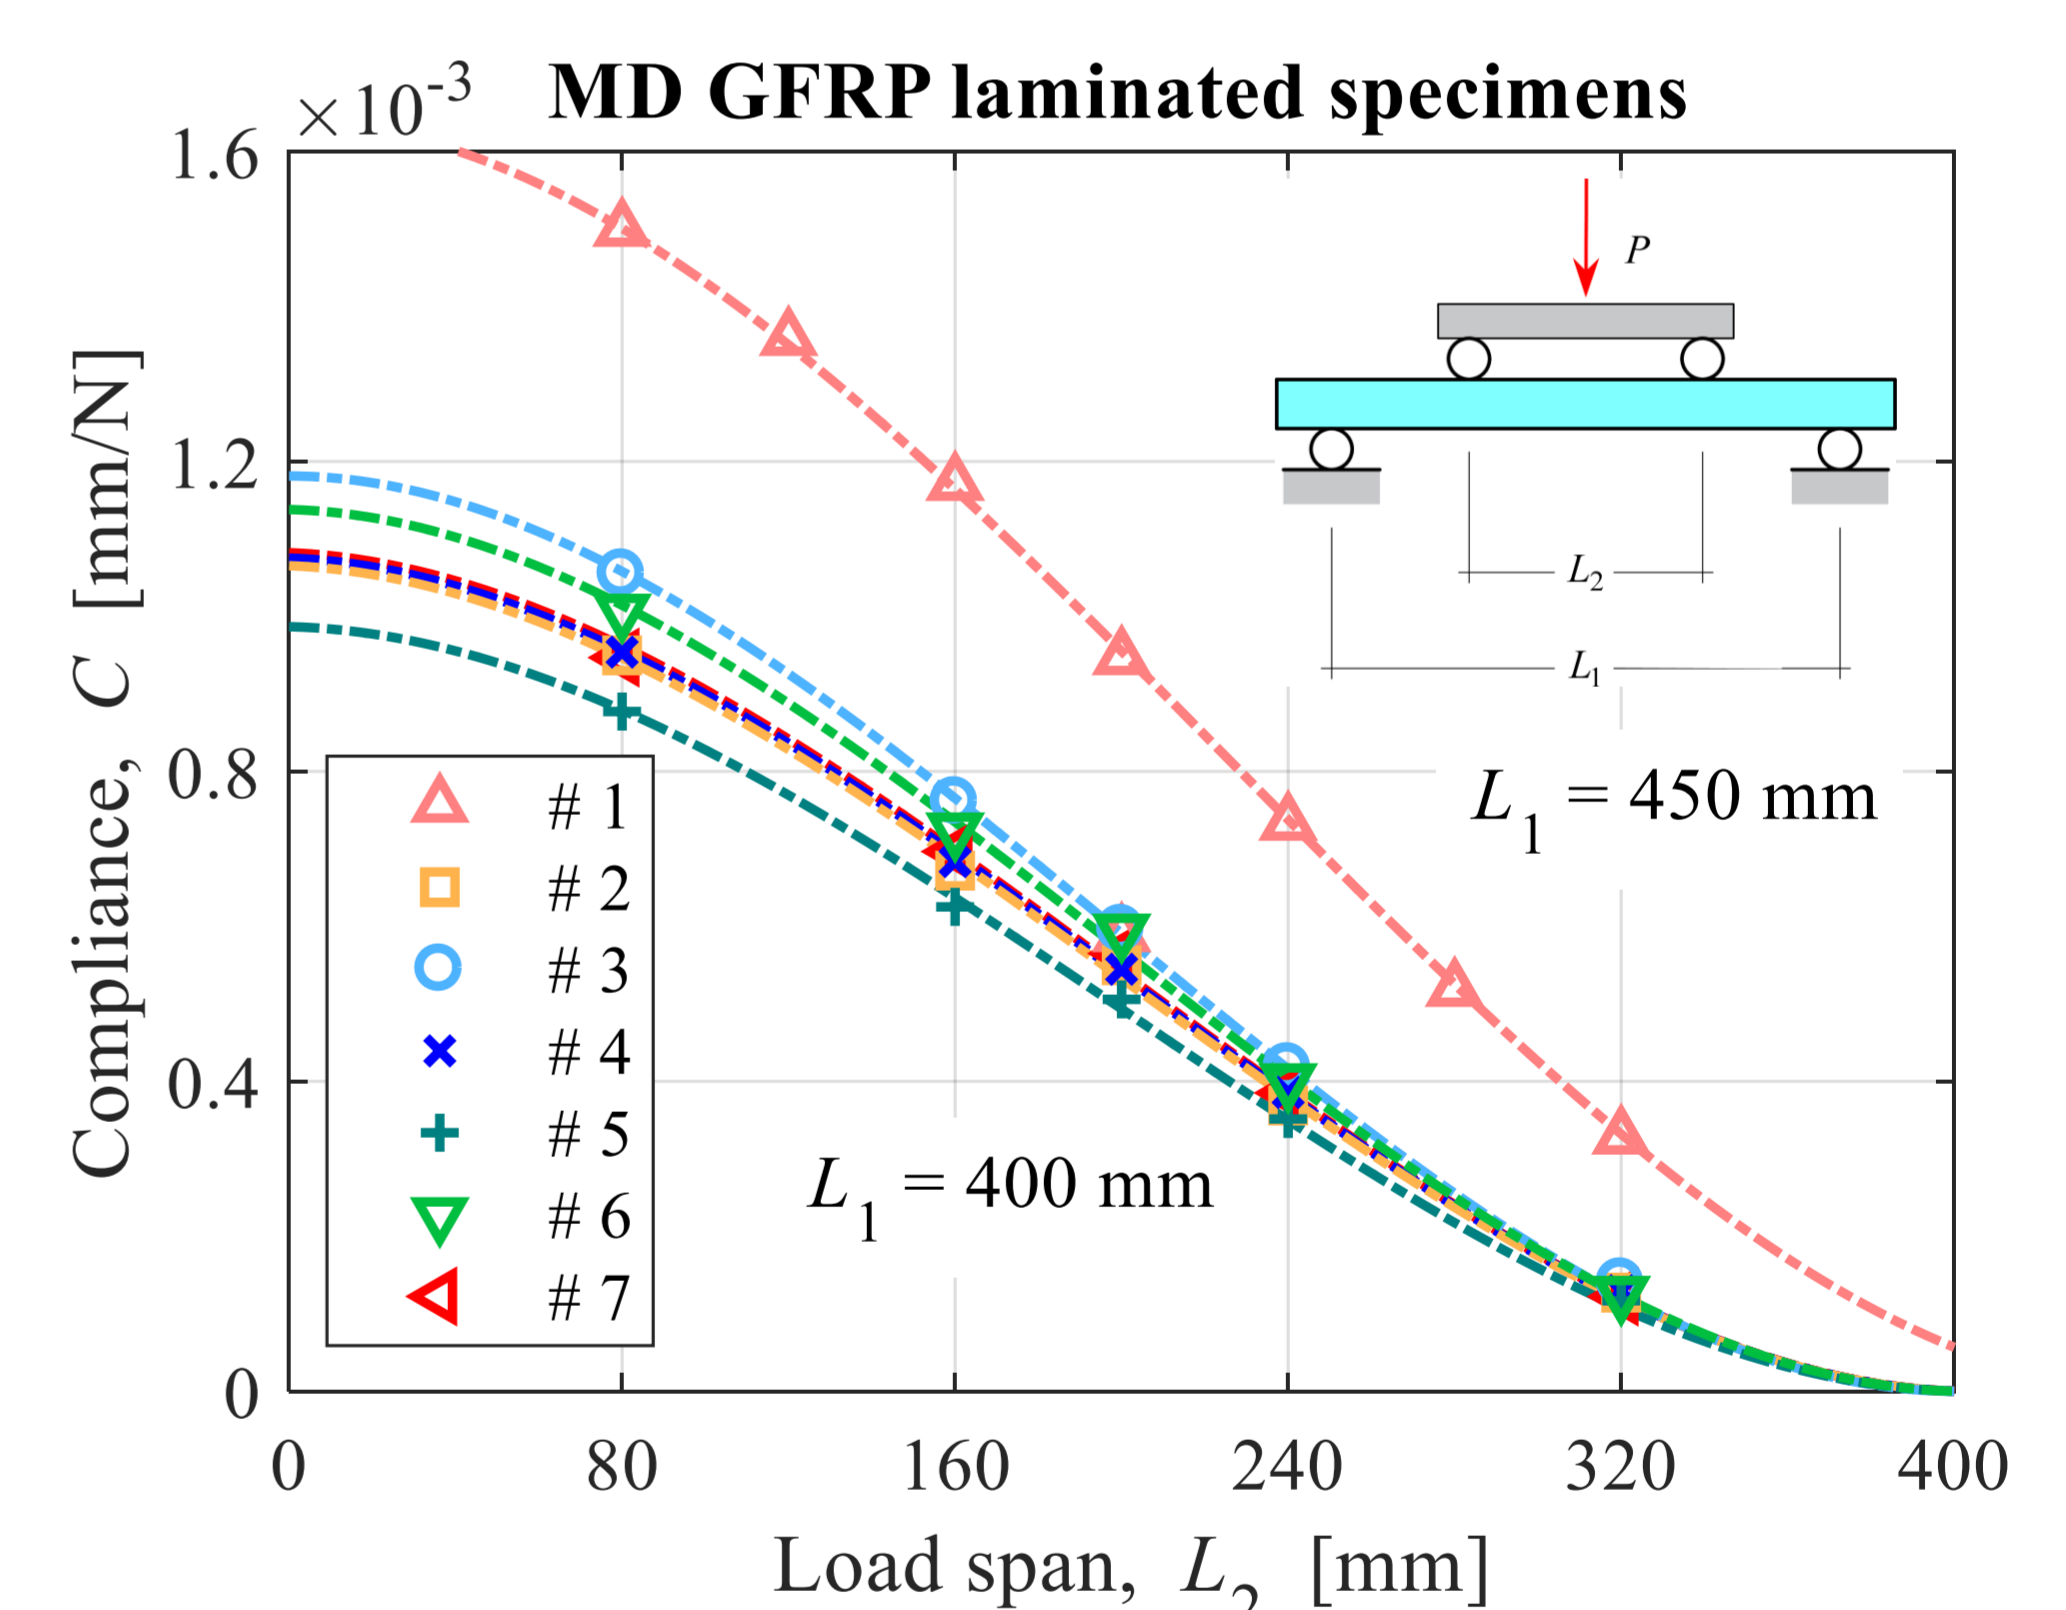 MD GFRP laminated specimens
×10-3
1.6
1.2
0.8
0.4
0
Compliance, C [mm/N]
P
L2
L1
L1 = 450 mm
L1 = 400 mm
# 1
# 2
# 3
# 4
# 5
# 6
# 7
0 80 160 240 320 400
Load span, L2 [mm]